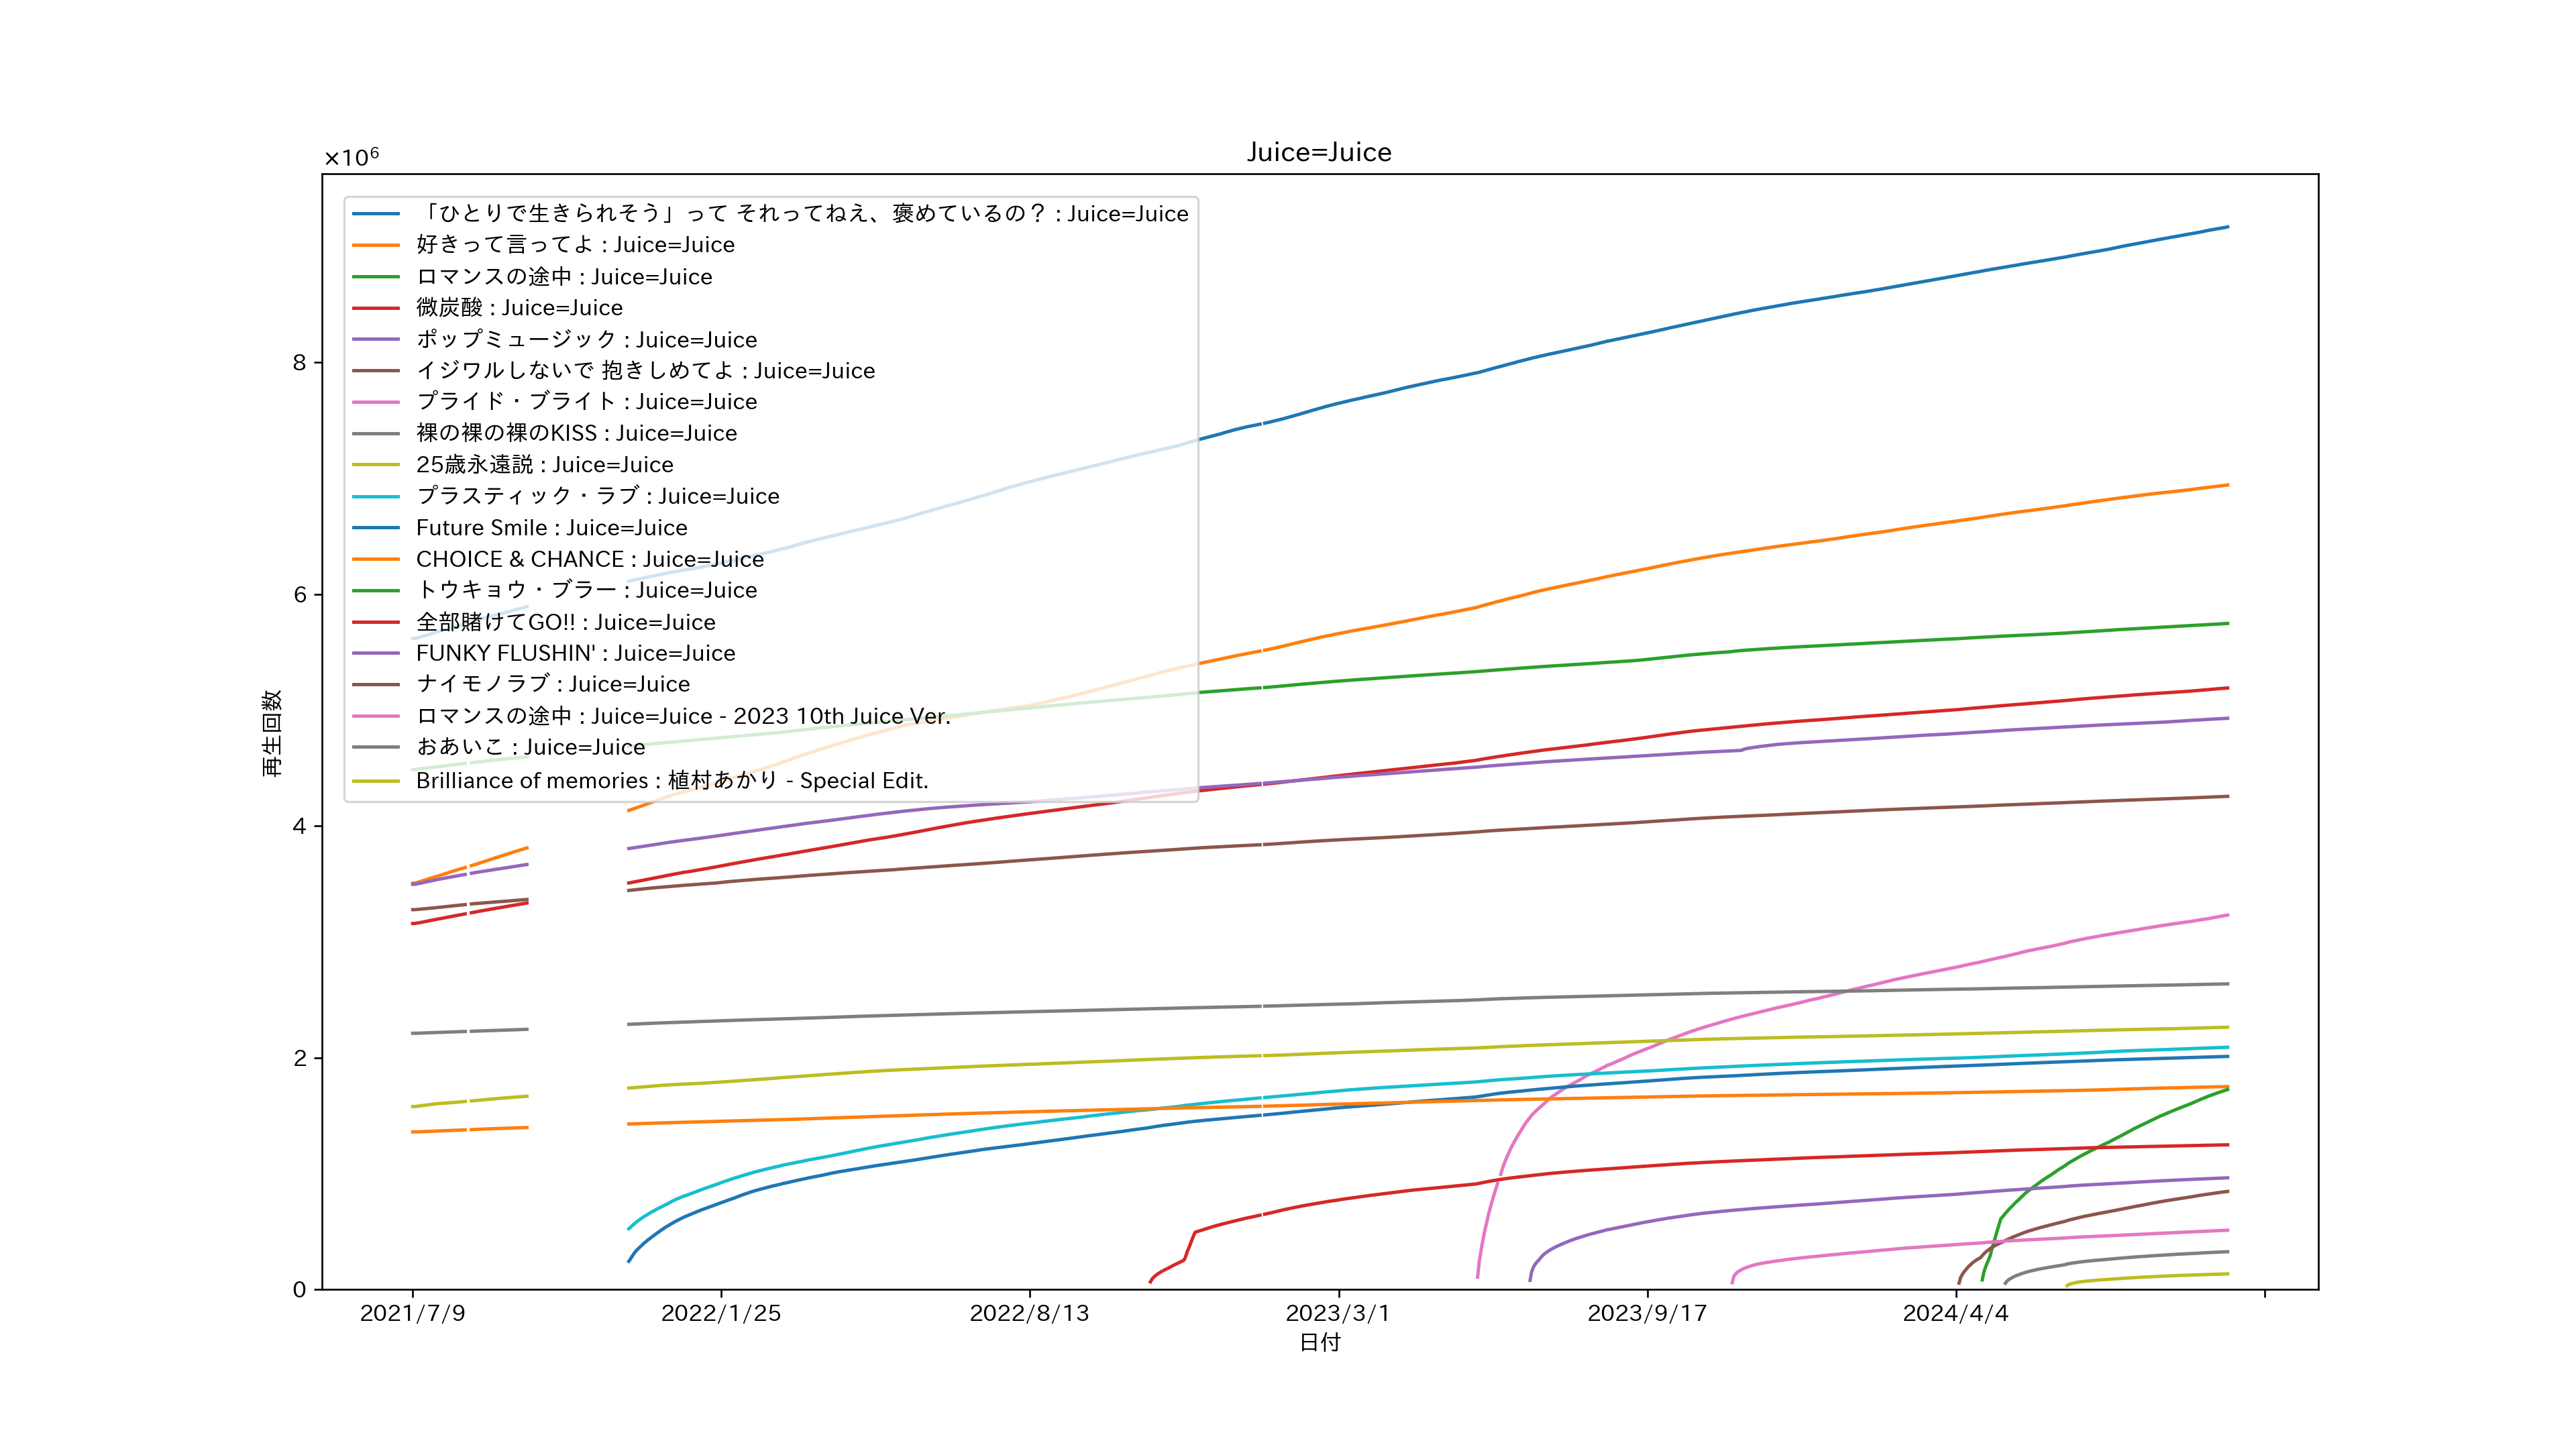 Juice=Juice
×10⁶
「ひとりで生きられそう」って それってねえ、褒めているの? : Juice=Juice
好きって言ってよ : Juice=Juice
ロマンスの途中 : Juice=Juice
微炭酸 : Juice=Juice
ポップミュージック : Juice=Juice
イジワルしないで 抱きしめてよ : Juice=Juice
プライド・ブライト : Juice=Juice
裸の裸の裸のKISS : Juice=Juice
25歳永遠説 : Juice=Juice
プラスティック・ラブ : Juice=Juice
Future Smile : Juice=Juice
CHOICE & CHANCE : Juice=Juice
トウキョウ・ブラー : Juice=Juice
全部賭けてGO!! : Juice=Juice
FUNKY FLUSHIN' : Juice=Juice
ナイモノラブ : Juice=Juice
ロマンスの途中 : Juice=Juice - 2023 10th Juice Ver.
おあいこ : Juice=Juice
Brilliance of memories : 植村あかり - Special Edit.
8
6
4
2
0
再生回数
2021/7/9 2022/1/25 2022/8/13 2023/3/1 2023/9/17 2024/4/4
日付